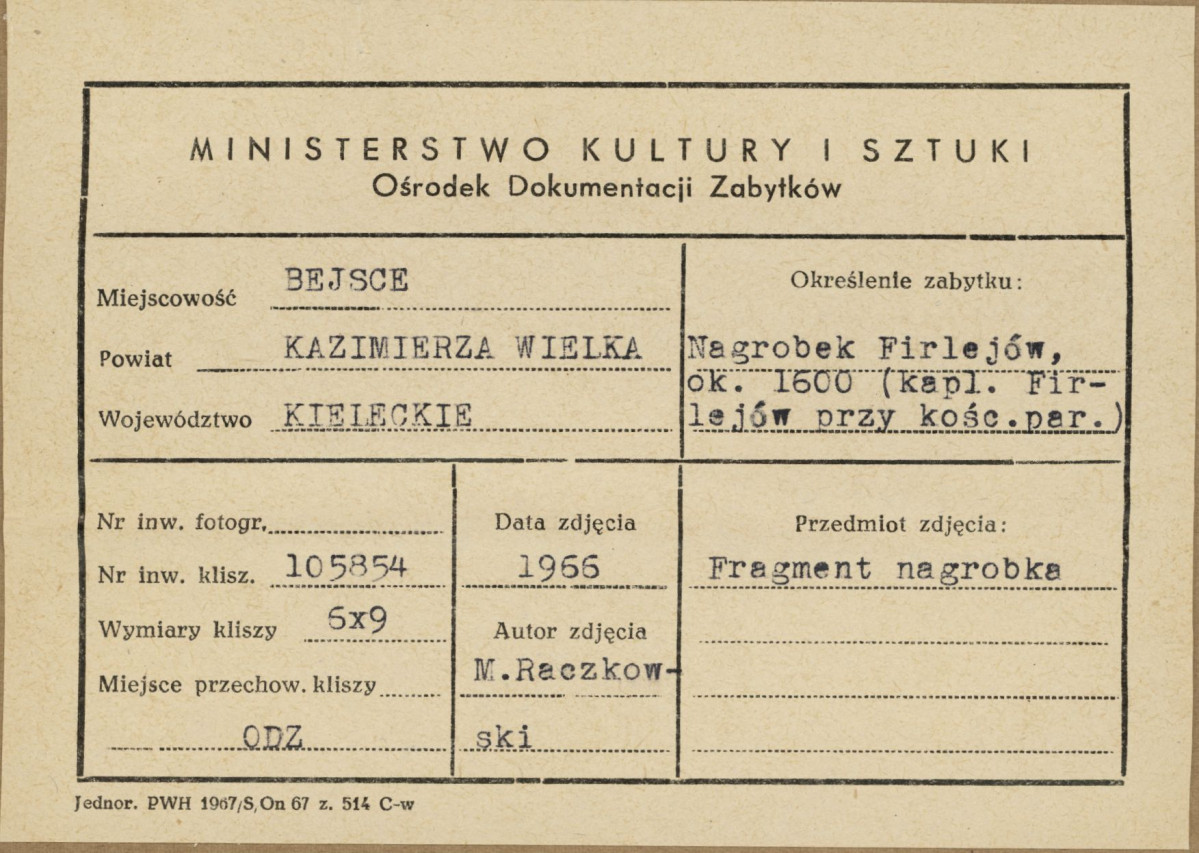 MINISTERSTWO KULTURY I SZTUKI
Ośrodek Dokumentacji Zabytków
Miejscowość BEJSCE
Powiat KAZIMIERZA WIELKA
Województwo KIELECKIE
Określenie zabytku:
Nagrobek Firlejów,
ok. 1600 (kapl. Fir-
lejów przy kośc.par.)
Nr inw. fotogr.
Nr inw. klisz. 105854
Wymiary kliszy 6x9
Miejsce przechow. kliszy
ODZ
Data zdjęcia
1966
Autor zdjęcia
M.Raczkow-
ski
Przedmiot zdjęcia:
Fragment nagrobka
Jednor. PWH 1967/S,On 67 z. 514 C-w